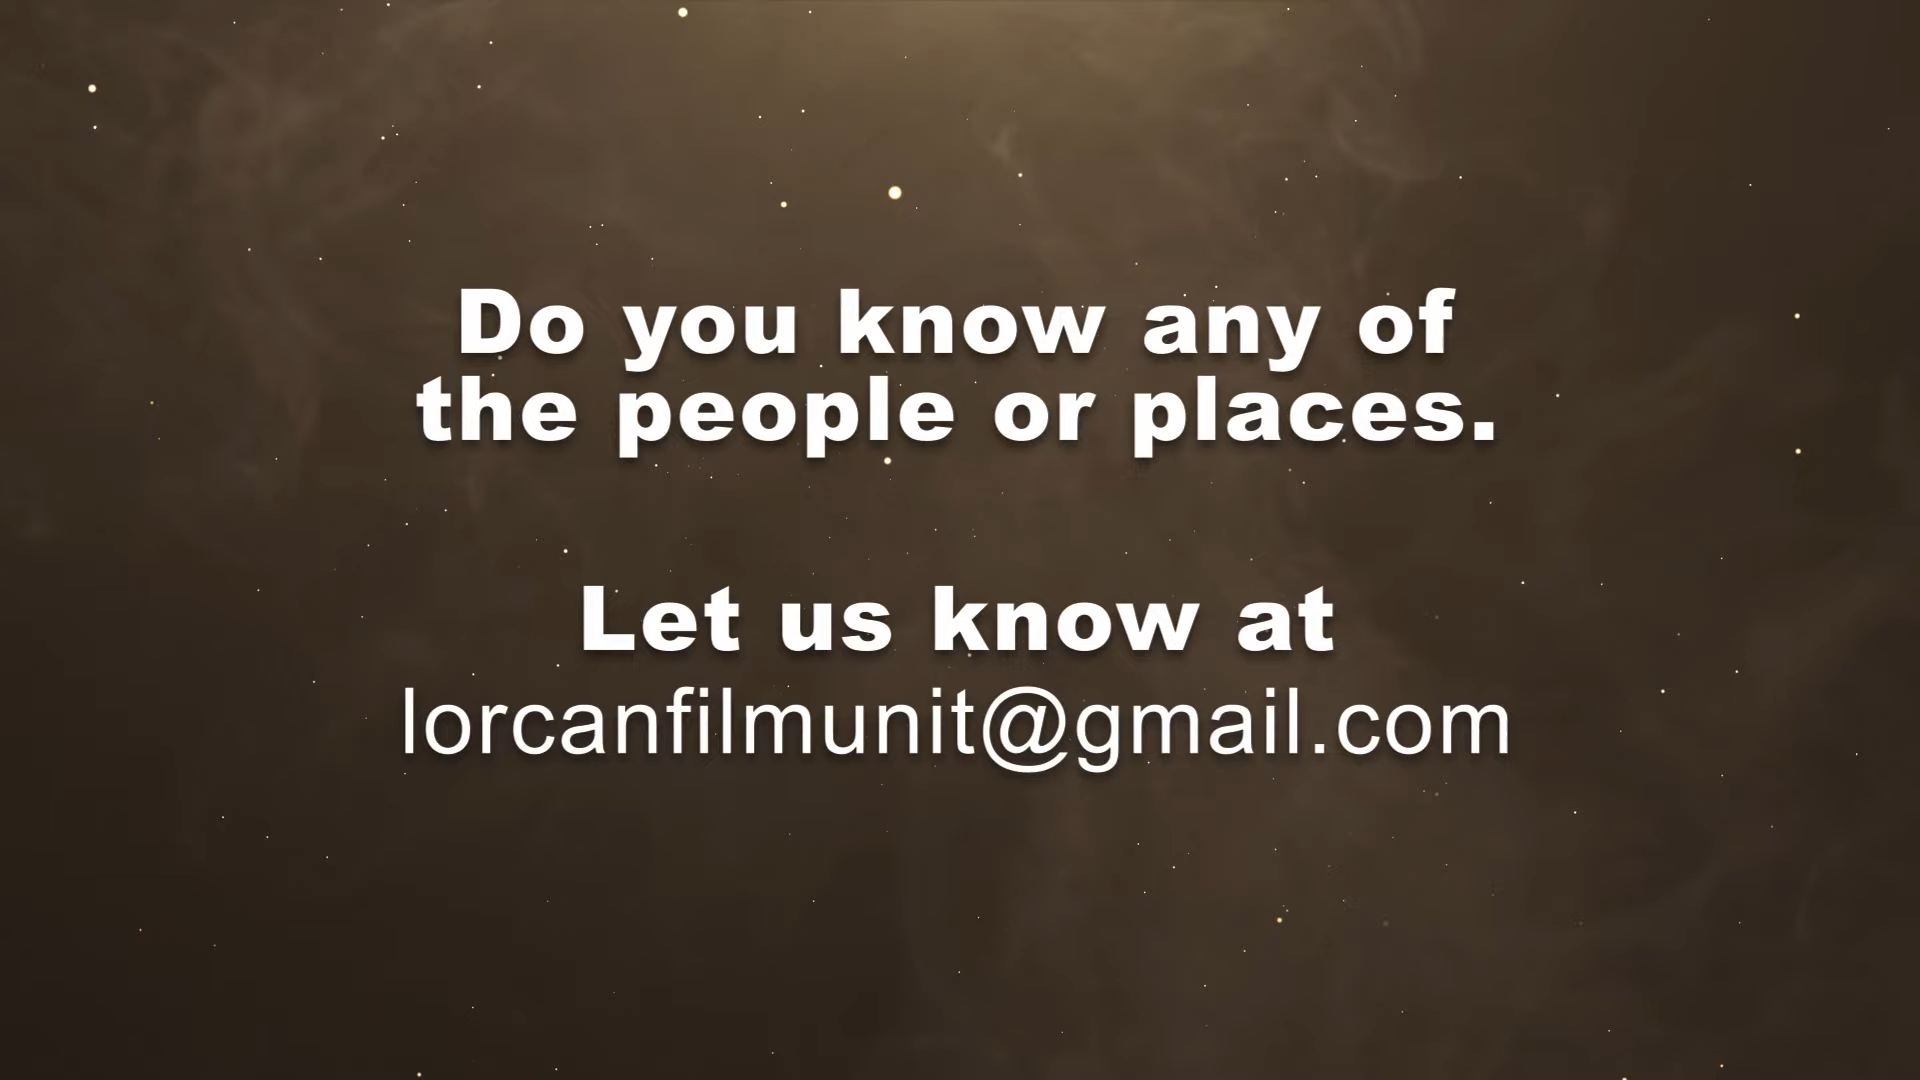 Do you know any of
the people or places.
Let us know at
lorcanfilmunit@gmail.com